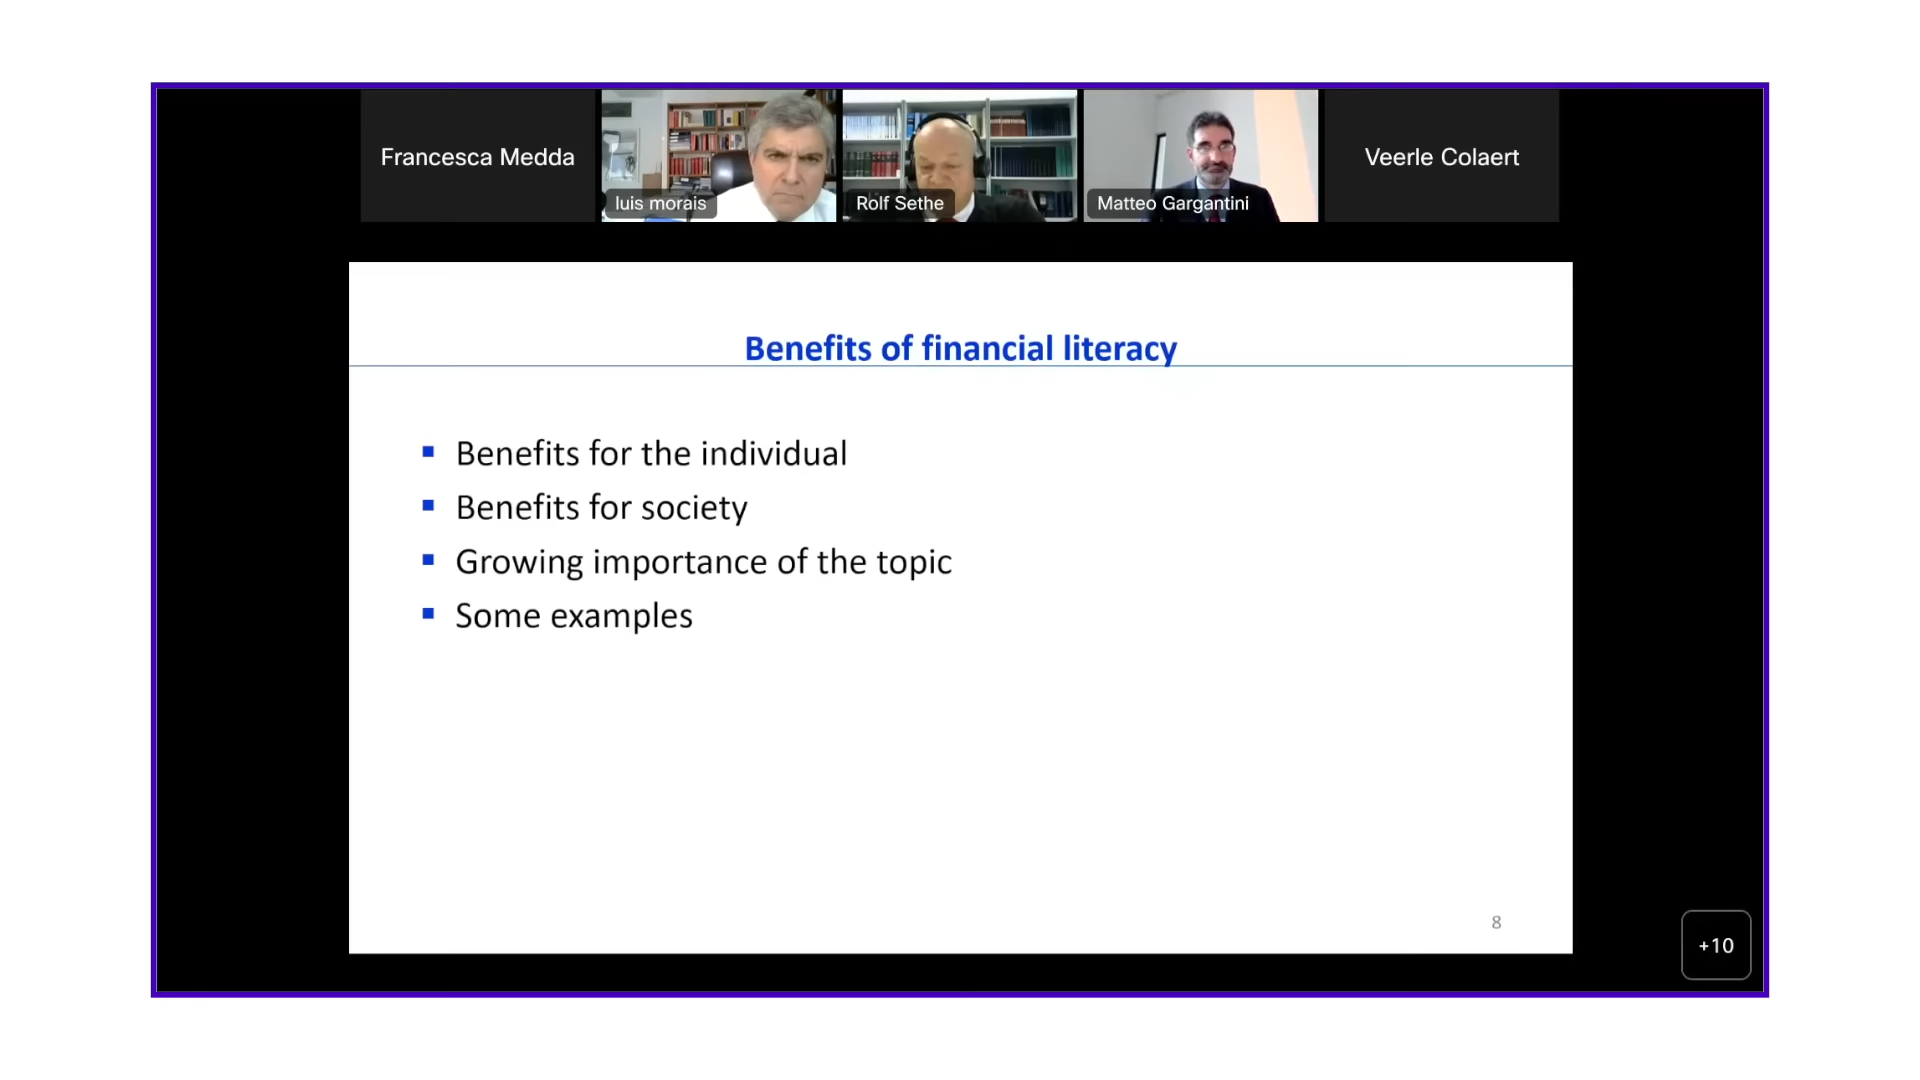 Francesca Medda
luis morais
Rolf Sethe
Matteo Gargantini
Veerle Colaert
Benefits of financial literacy
Benefits for the individual
Benefits for society
Growing importance of the topic
Some examples
8
+10